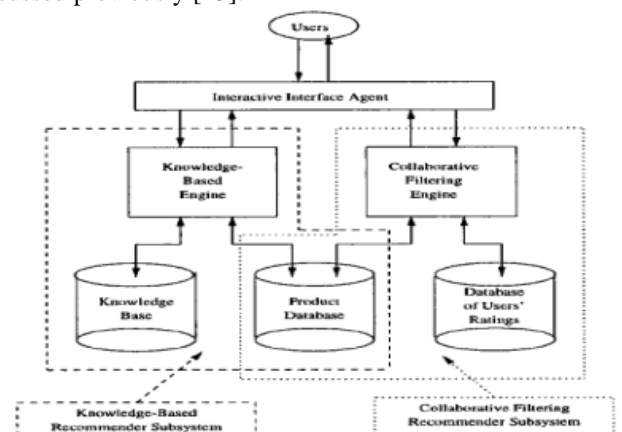 Users
Interactive Interface Agent
Knowledge-
Based
Engine
Collaborative
Filtering
Engine
Knowledge
Base
Product
Database
Database
of Users'
Ratings
Knowledge-Based
Recommender Subsystem
Collaborative Filtering
Recommender Subsystem